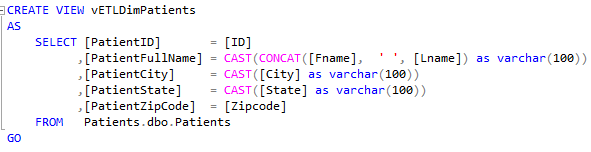 CREATE VIEW vETLDimPatients
AS
SELECT [PatientID] = [ID]
,[PatientFullName] = CAST(CONCAT([Fname], ' ', [Lname]) as varchar(100))
,[PatientCity] = CAST([City] as varchar(100))
,[PatientState] = CAST([State] as varchar(100))
,[PatientZipCode] = [Zipcode]
FROM Patients.dbo.Patients
GO